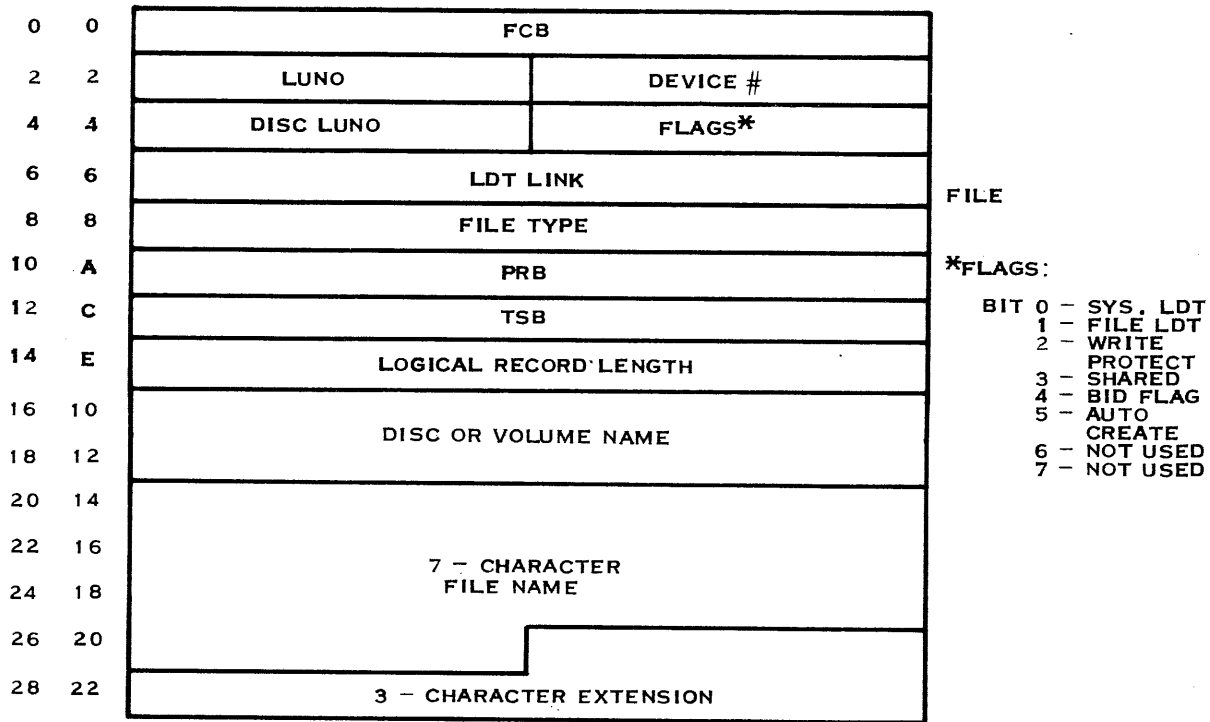 0 0 FCB
2 2 LUNO DEVICE #
4 4 DISC LUNO FLAGS*
6 6 LDT LINK
FILE
8 8 FILE TYPE
10 A PRB
*FLAGS:
12 C TSB
BIT 0 - SYS. LDT
1 - FILE LDT
2 - WRITE
PROTECT
3 - SHARED
4 - BID FLAG
5 - AUTO
CREATE
6 - NOT USED
7 - NOT USED
14 E LOGICAL RECORD LENGTH
16 10
DISC OR VOLUME NAME
18 12
20 14
22 16
7 - CHARACTER
FILE NAME
24 18
26 20
28 22 3 - CHARACTER EXTENSION